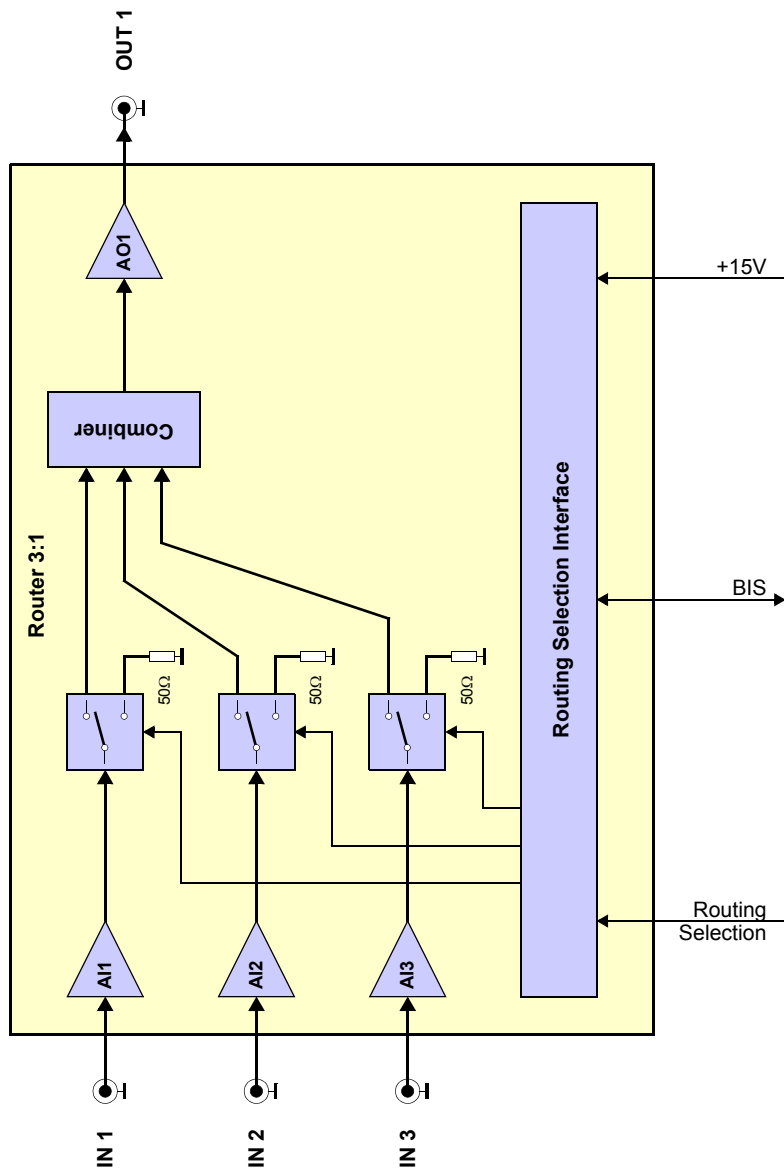 OUT 1
AO1
Combiner
Router 3:1
50Ω
50Ω
50Ω
AI1
AI2
AI3
IN 1
IN 2
IN 3
Routing Selection Interface
+15V
BIS
Routing
Selection